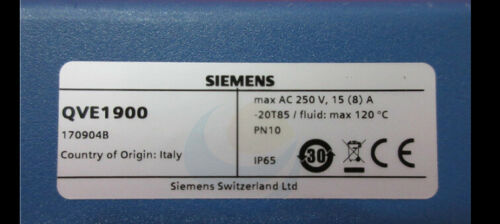 SIEMENS
QVE1900
170904B
Country of Origin: Italy
max AC 250 V, 15 (8) A
-20T85 / fluid: max 120 °C
PN10
IP65
30
CE
Siemens Switzerland Ltd